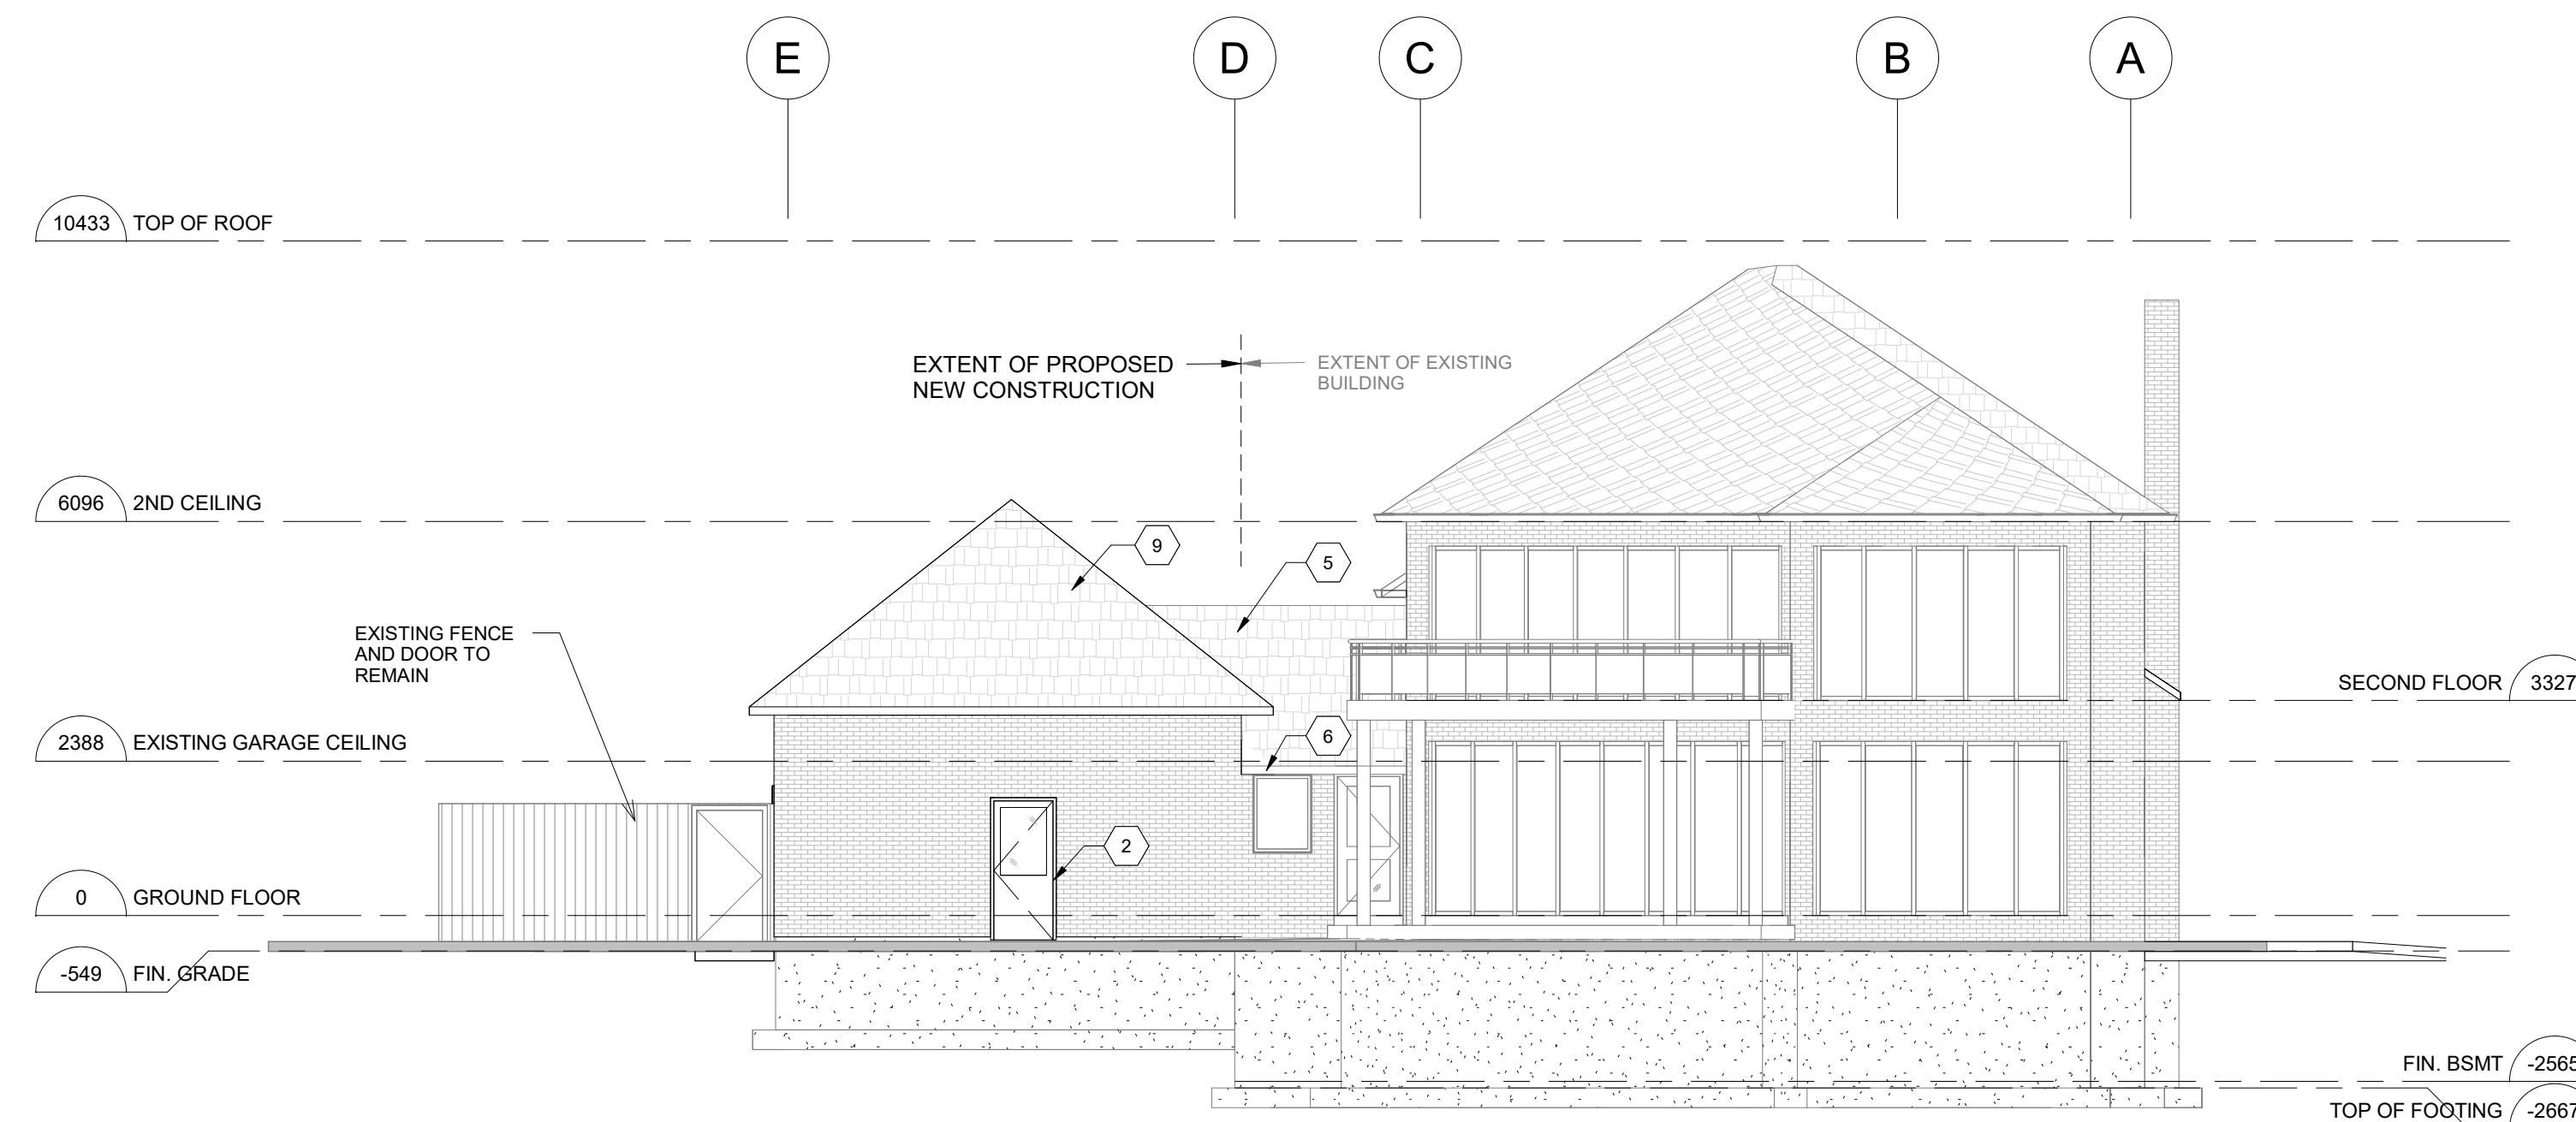 E
D
C
B
A
10433 TOP OF ROOF
EXTENT OF PROPOSED
NEW CONSTRUCTION
EXTENT OF EXISTING
BUILDING
6096 2ND CEILING
9
5
EXISTING FENCE
AND DOOR TO
REMAIN
SECOND FLOOR 3327
2388 EXISTING GARAGE CEILING
6
2
0 GROUND FLOOR
-549 FIN. GRADE
FIN. BSMT -2565
TOP OF FOOTING -2667